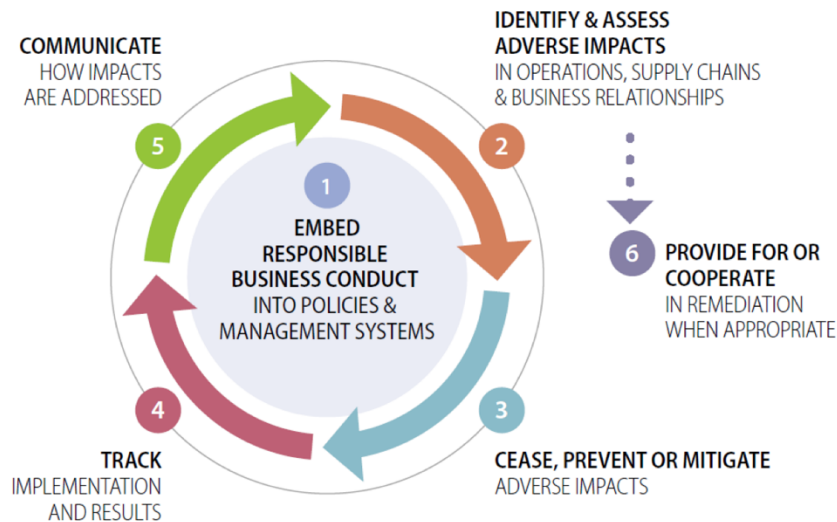 1
EMBED
RESPONSIBLE
BUSINESS CONDUCT
INTO POLICIES &
MANAGEMENT SYSTEMS
2
IDENTIFY & ASSESS
ADVERSE IMPACTS
IN OPERATIONS, SUPPLY CHAINS
& BUSINESS RELATIONSHIPS
3
CEASE, PREVENT OR MITIGATE
ADVERSE IMPACTS
4
TRACK
IMPLEMENTATION
AND RESULTS
5
COMMUNICATE
HOW IMPACTS
ARE ADDRESSED
6
PROVIDE FOR OR
COOPERATE
IN REMEDIATION
WHEN APPROPRIATE